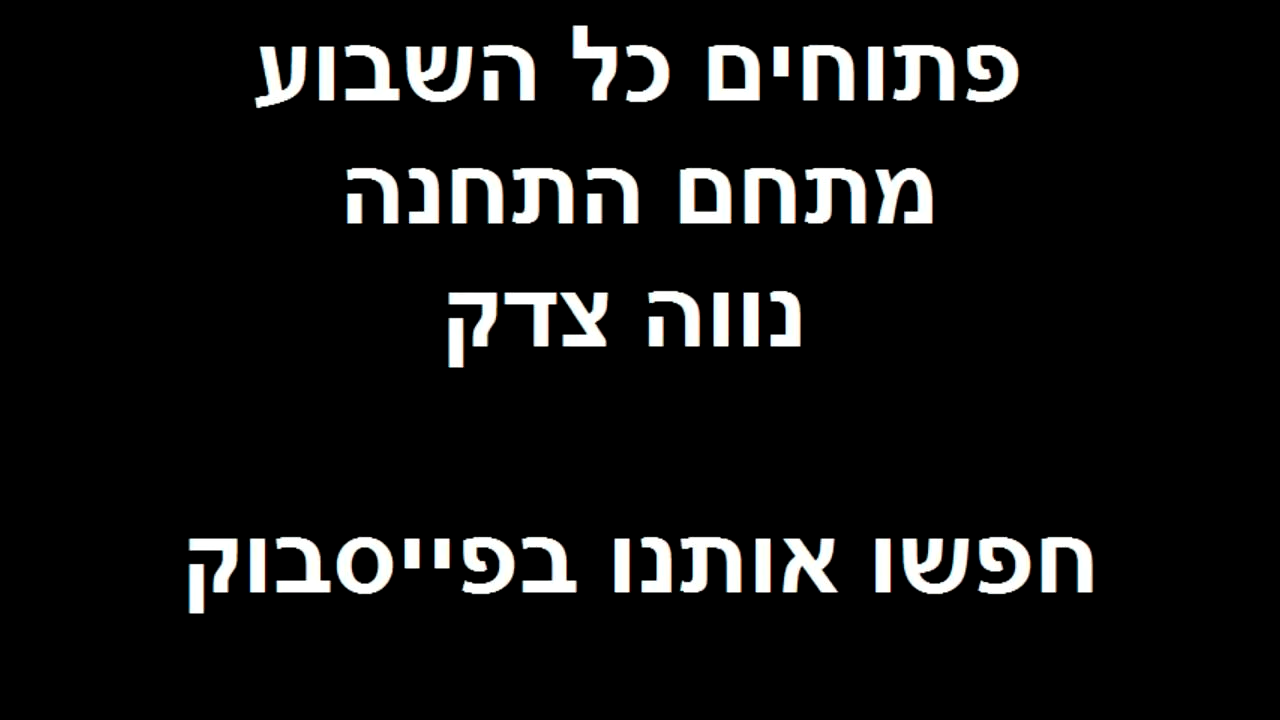 פתוחים כל השבוע
מתחם התחנה
נווה צדק
חפשו אותנו בפייסבוק